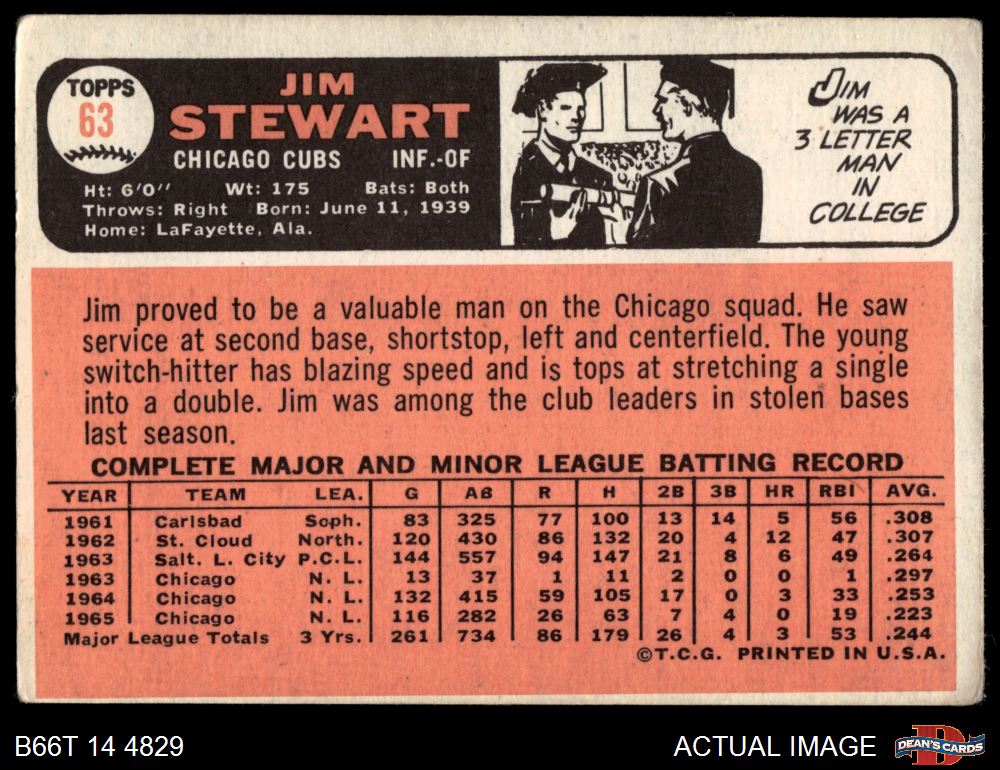 TOPPS
63
JIM
STEWART
CHICAGO CUBS INF.-OF
Ht: 6'0" Wt: 175 Bats: Both
Throws: Right Born: June 11, 1939
Home: LaFayette, Ala.
JIM
WAS A
3 LETTER
MAN
IN
COLLEGE
Jim proved to be a valuable man on the Chicago squad. He saw
service at second base, shortstop, left and centerfield. The young
switch-hitter has blazing speed and is tops at stretching a single
into a double. Jim was among the club leaders in stolen bases
last season.
COMPLETE MAJOR AND MINOR LEAGUE BATTING RECORD
YEAR TEAM LEA. G AB R H 2B 3B HR RBI AVG.
1961 Carlsbad Soph. 83 325 77 100 13 14 5 56 .308
1962 St. Cloud North. 120 430 86 132 20 4 12 47 .307
1963 Salt. L. City P.C.L. 144 557 94 147 21 8 6 49 .264
1963 Chicago N. L. 13 37 1 11 2 0 0 1 .297
1964 Chicago N. L. 132 415 59 105 17 0 3 33 .253
1965 Chicago N. L. 116 282 26 63 7 4 0 19 .223
Major League Totals 3 Yrs. 261 734 86 179 26 4 3 53 .244
©T.C.G. PRINTED IN U.S.A.
B66T 14 4829 ACTUAL IMAGE
DEAN'S CARDS